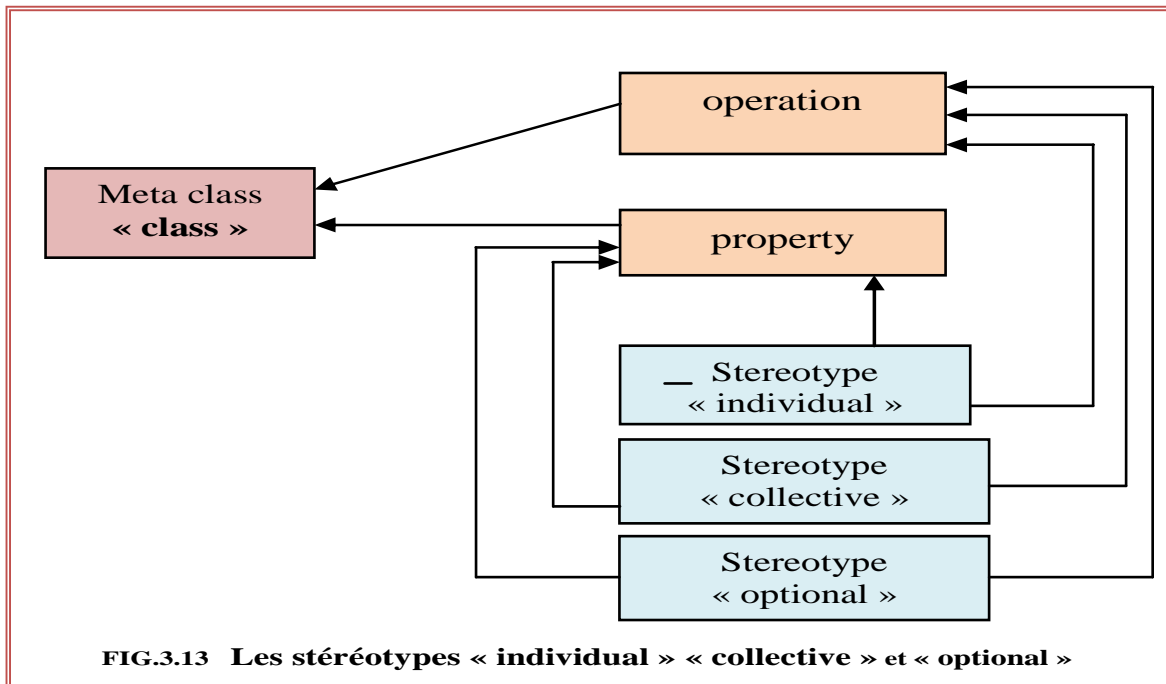 operation
Meta class
« class »
property
Stereotype
« individual »
Stereotype
« collective »
Stereotype
« optional »
FIG.3.13 Les stéréotypes « individual » « collective » et « optional »